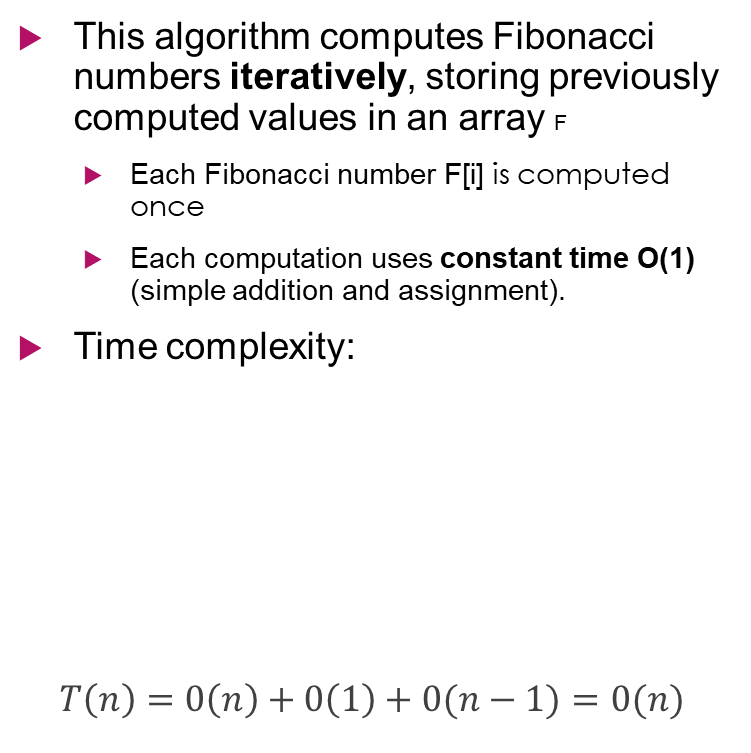 This algorithm computes Fibonacci
numbers iteratively, storing previously
computed values in an array F
Each Fibonacci number F[i] is computed
once
Each computation uses constant time O(1)
(simple addition and assignment).
Time complexity:
T(n) = 0(n) + 0(1) + 0(n − 1) = 0(n)